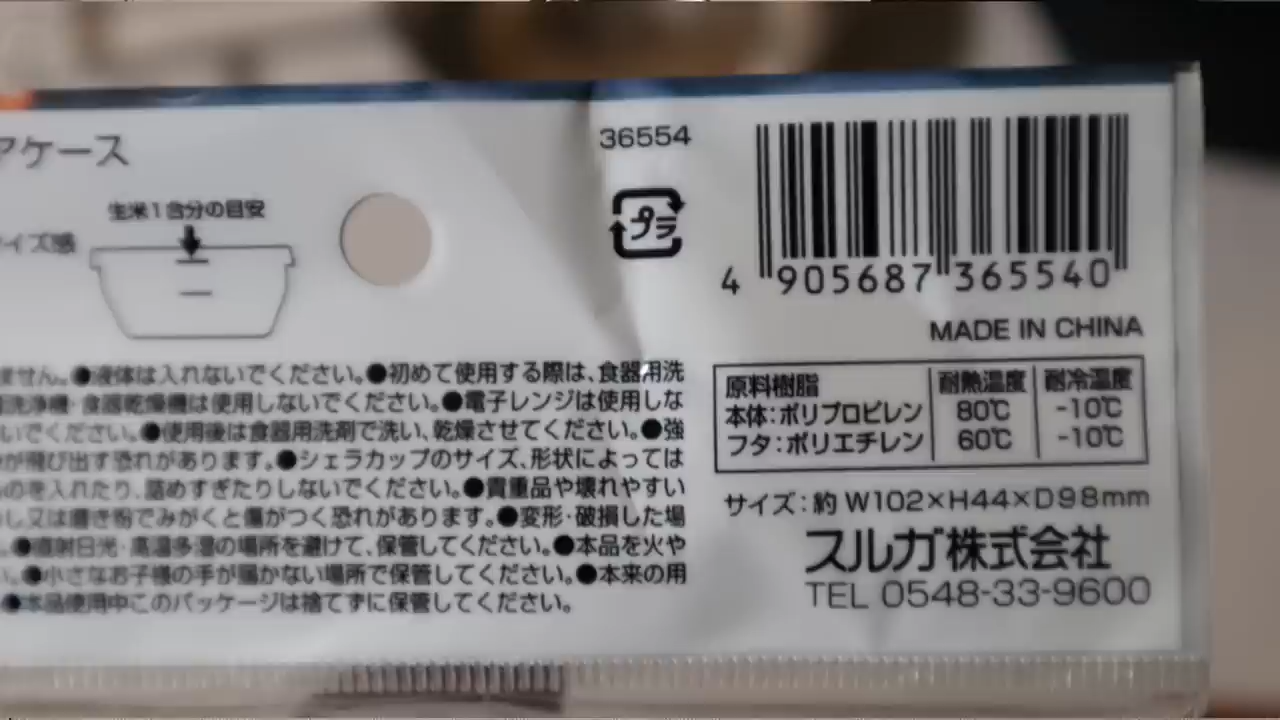 アケース
36554
生米1合分の目安
イズ感
プラ
4 905687 365540
MADE IN CHINA
ません。●液体は入れないでください。●初めて使用する際は、食器用洗
洗浄機・食器乾燥機は使用しないでください。●電子レンジは使用しな
いでください。●使用後は食器用洗剤で洗い、乾燥させてください。●強
が飛び出す恐れがあります。●シェラカップのサイズ、形状によっては
のを入れたり、詰めすぎたりしないでください。●貴重品や壊れやすい
し又は磨き粉でみがくと傷がつく恐れがあります。●変形・破損した場
。●直射日光・高温多湿の場所を避けて、保管してください。●本品を火や
い。●小さなお子様の手が届かない場所で保管してください。●本来の用
●本品使用中このパッケージは捨てずに保管してください。
原料樹脂 耐熱温度 耐冷温度
本体:ポリプロピレン 80℃ -10℃
フタ:ポリエチレン 60℃ -10℃
サイズ:約 W102×H44×D98mm
スルガ株式会社
TEL 0548-33-9600